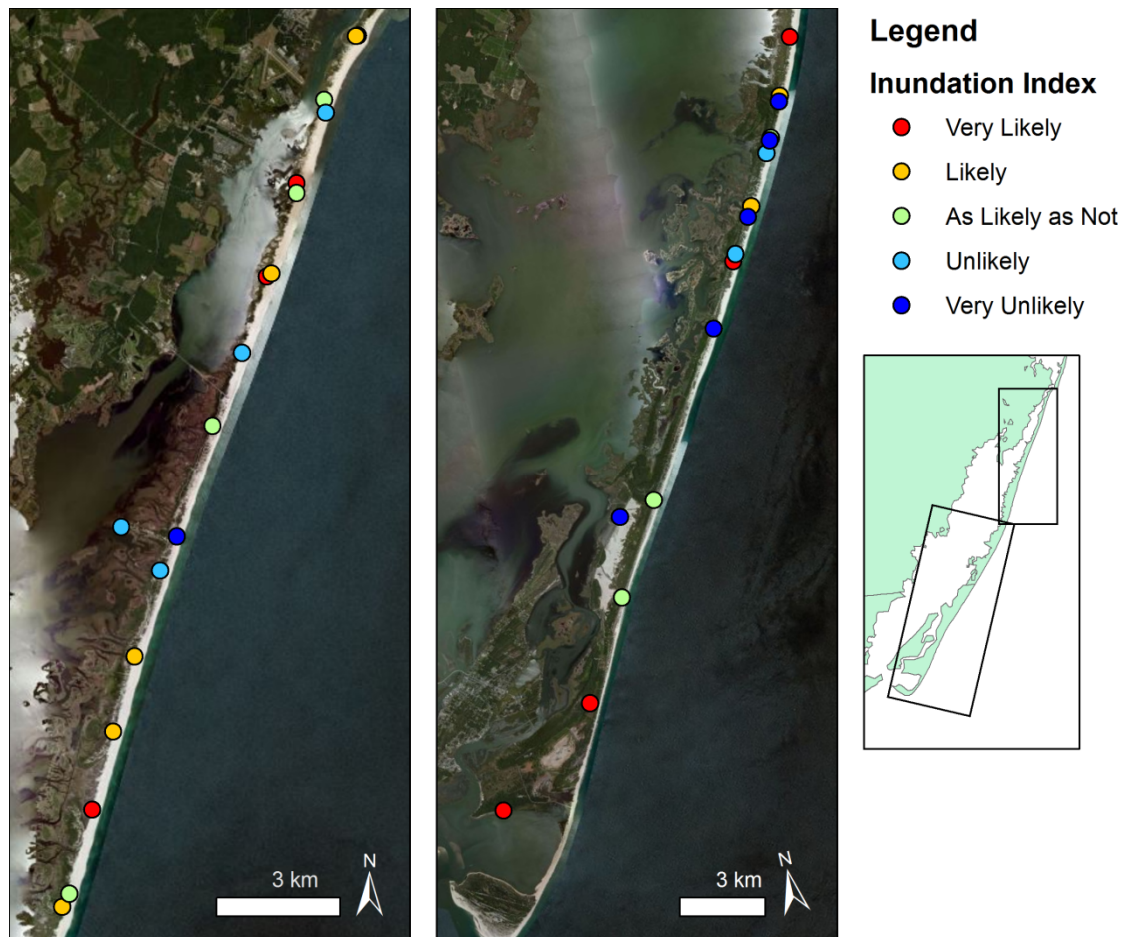 N
3 km
N
3 km
Legend
Inundation Index
Very Likely
Likely
As Likely as Not
Unlikely
Very Unlikely